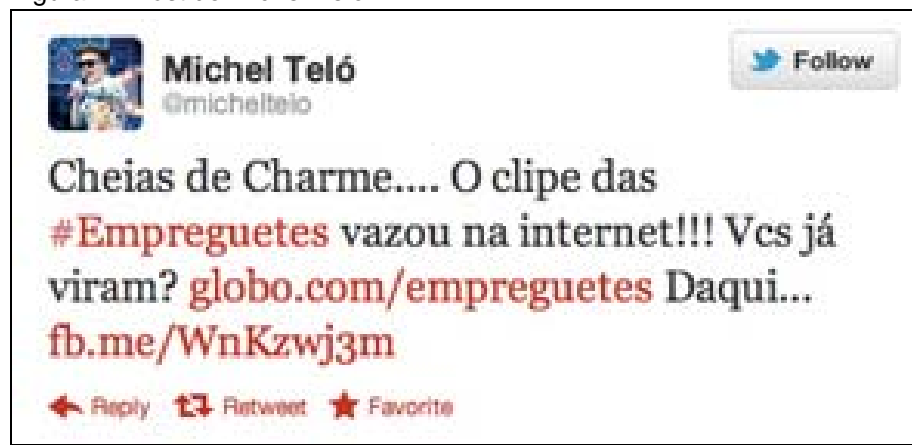 Michel Teló
@micheltelo
Follow
Cheias de Charme.... O clipe das
#Empreguetes vazou na internet!!! Vcs já
viram? globo.com/empreguetes Daqui...
fb.me/WnKzwj3m
Reply Retweet Favorite